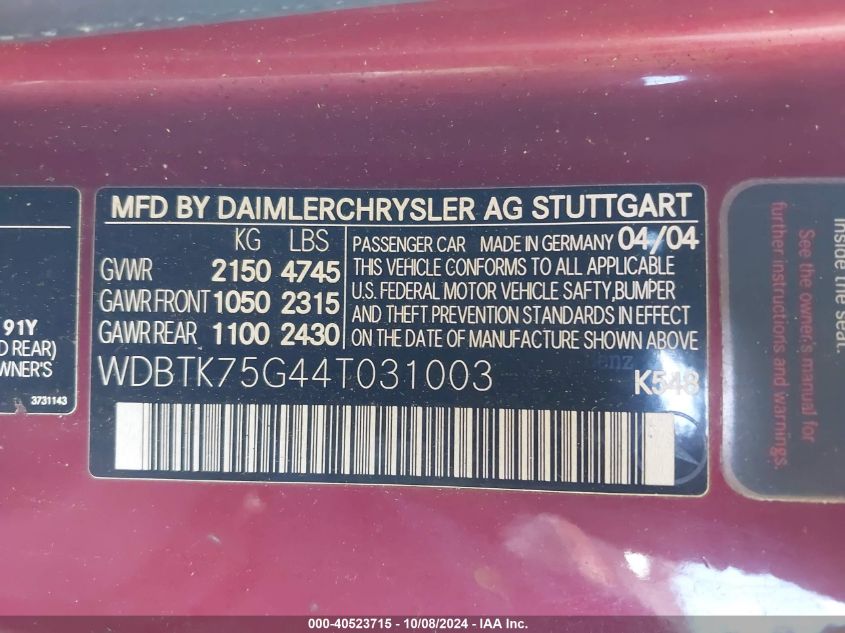 MFD BY DAIMLERCHRYSLER AG STUTTGART
KG LBS
GVWR 2150 4745
GAWR FRONT 1050 2315
GAWR REAR 1100 2430
PASSENGER CAR MADE IN GERMANY 04/04
THIS VEHICLE CONFORMS TO ALL APPLICABLE
U.S. FEDERAL MOTOR VEHICLE SAFTY,BUMPER
AND THEFT PREVENTION STANDARDS IN EFFECT
ON THE DATE OF MANUFACTURE SHOWN ABOVE
WDBTK75G44T031003
K548
91Y
D REAR)
WNER'S
3731143
inside the seat.
See the owner's manual for
further instructions and warnings.
000-40523715 - 10/08/2024 - IAA Inc.